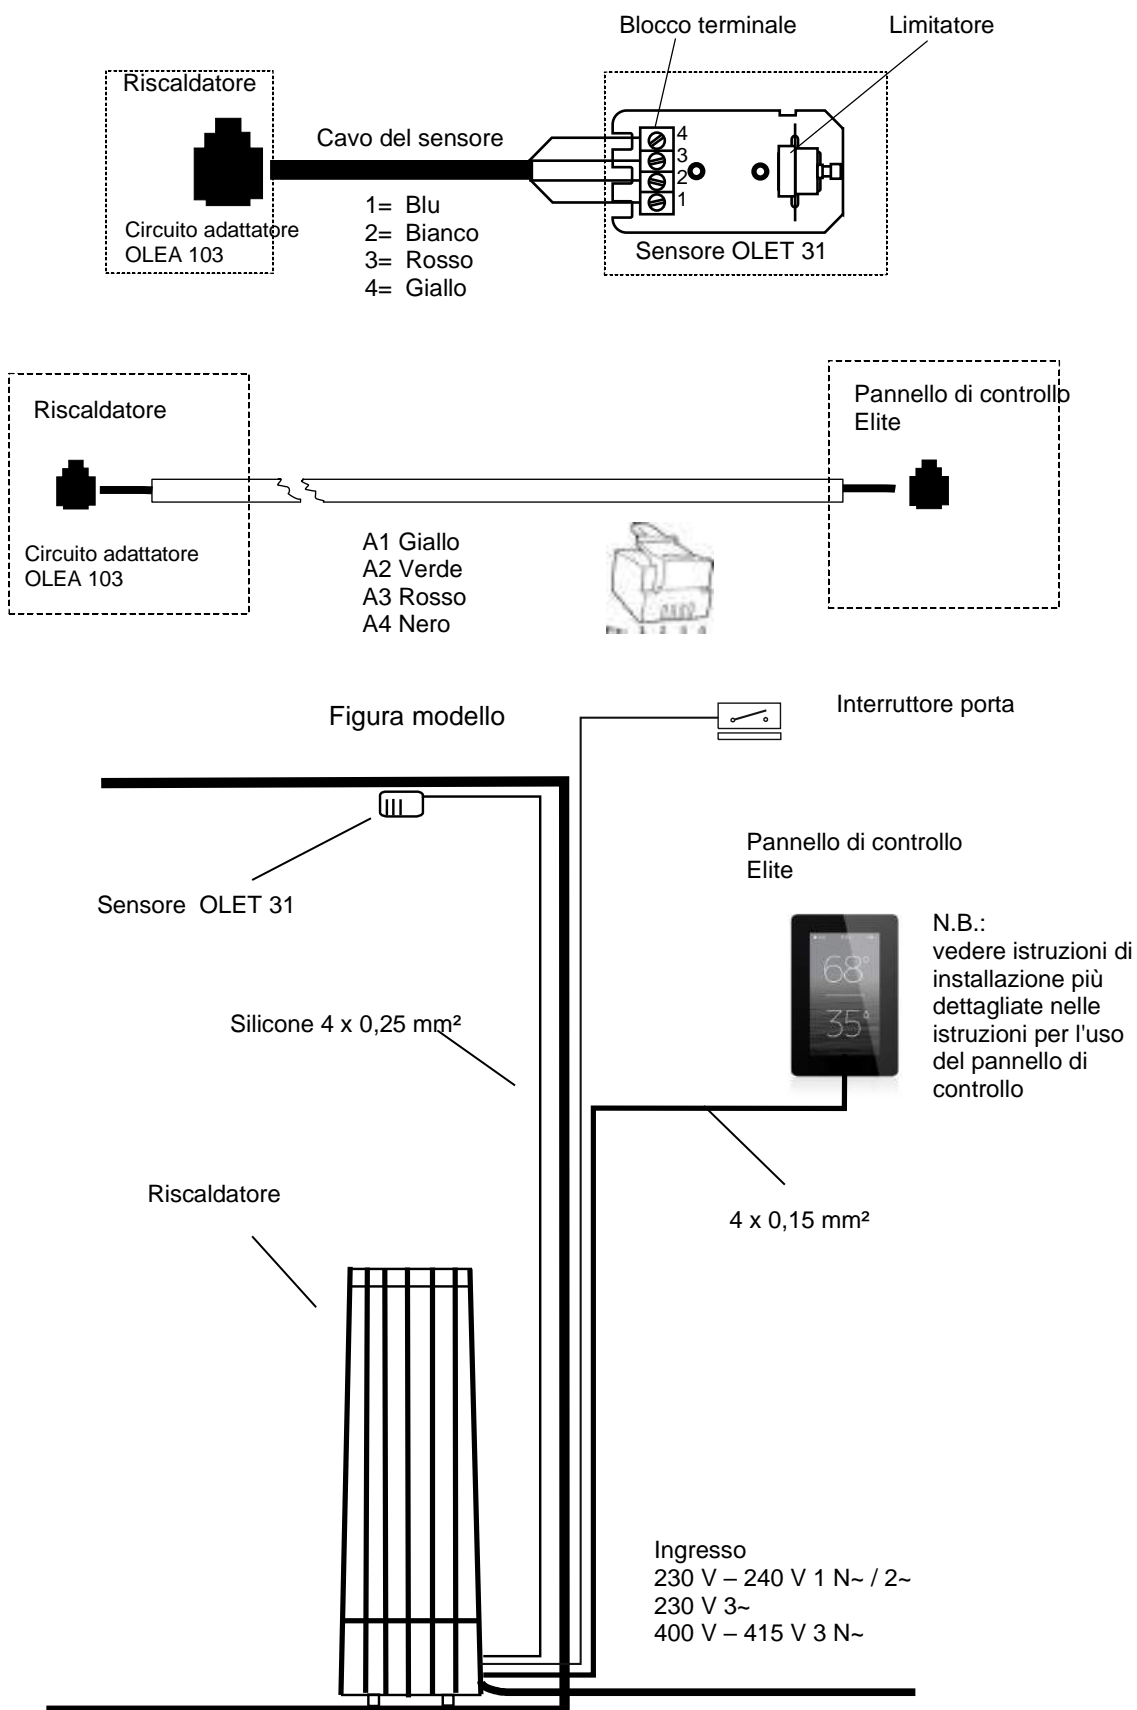 Blocco terminale
Limitatore
Riscaldatore
Cavo del sensore
4
3
2
1
1= Blu
2= Bianco
3= Rosso
4= Giallo
Circuito adattatore
OLEA 103
Sensore OLET 31
Riscaldatore
Pannello di controllo
Elite
Circuito adattatore
OLEA 103
A1 Giallo
A2 Verde
A3 Rosso
A4 Nero
Figura modello
Interruttore porta
Pannello di controllo
Elite
Sensore OLET 31
68°
35°
N.B.:
vedere istruzioni di
installazione più
dettagliate nelle
istruzioni per l'uso
del pannello di
controllo
Silicone 4 x 0,25 mm²
Riscaldatore
4 x 0,15 mm²
Ingresso
230 V – 240 V 1 N~ / 2~
230 V 3~
400 V – 415 V 3 N~